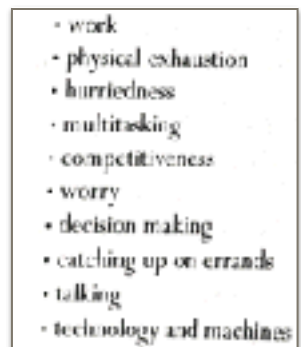 • work
• physical exhaustion
• hurriedness
• multitasking
• competitiveness
• worry
• decision making
• catching up on errands
• talking
• technology and machines